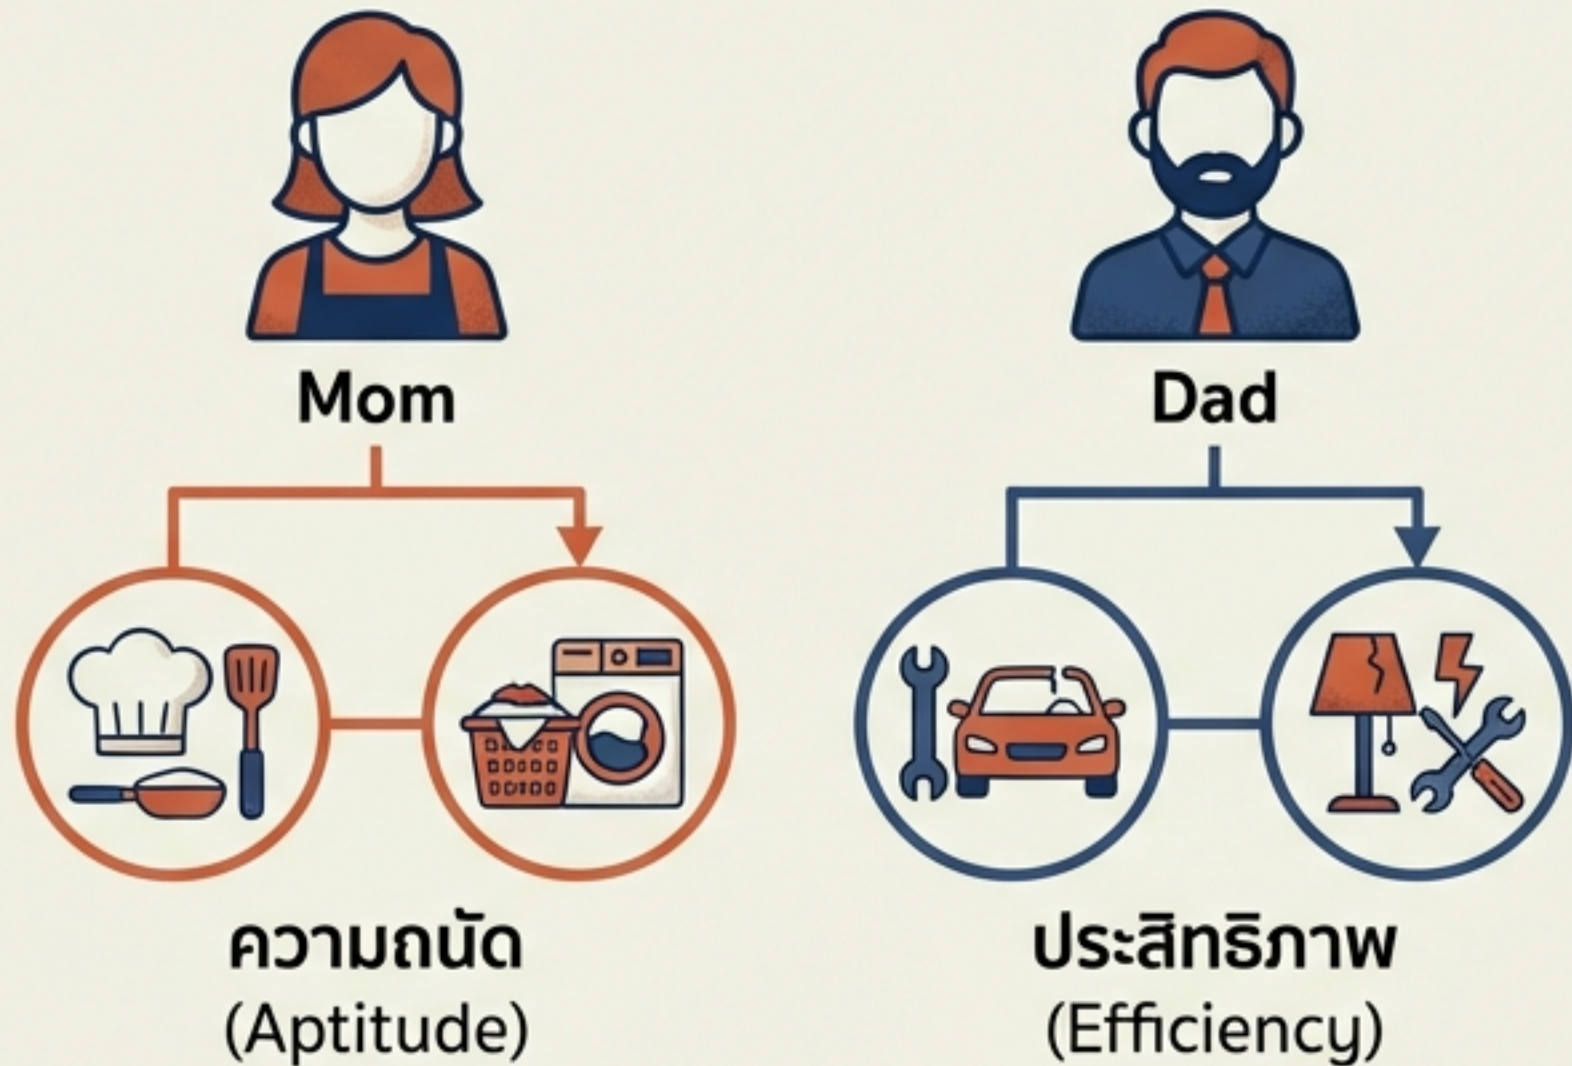 Mom
Dad
ความถนัด
(Aptitude)
ประสิทธิภาพ
(Efficiency)